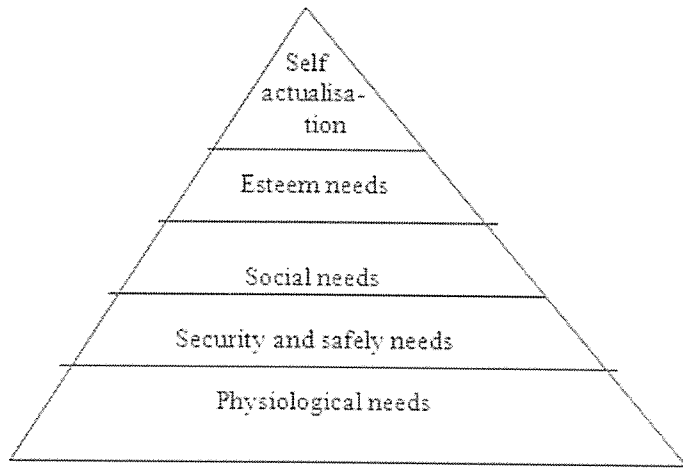 Self
actualisa-
tion
Esteem needs
Social needs
Security and safely needs
Physiological needs